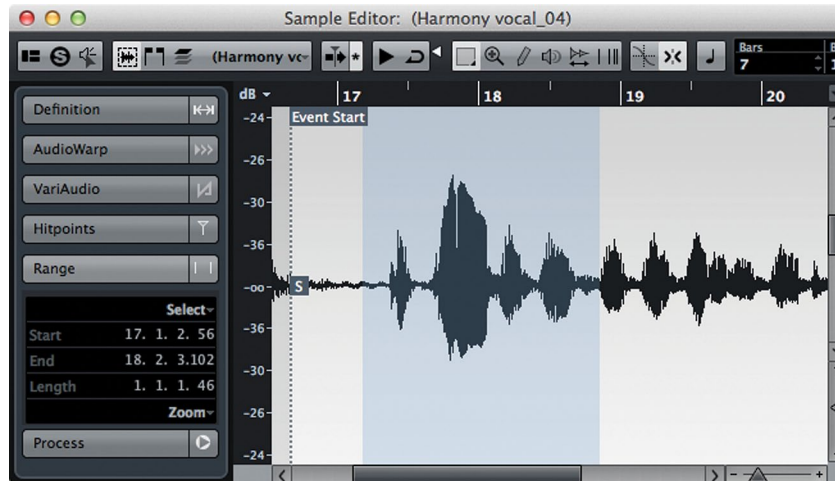 Sample Editor: (Harmony vocal_04)
(Harmony vc
Bars
7
Definition
AudioWarp
VariAudio
Hitpoints
Range
Select
Start 17. 1. 2. 56
End 18. 2. 3.102
Length 1. 1. 1. 46
Zoom
Process
dB 17 18 19 20
Event Start
-24
-26
-30
-36
-oo
S
-36
-30
-26
-24